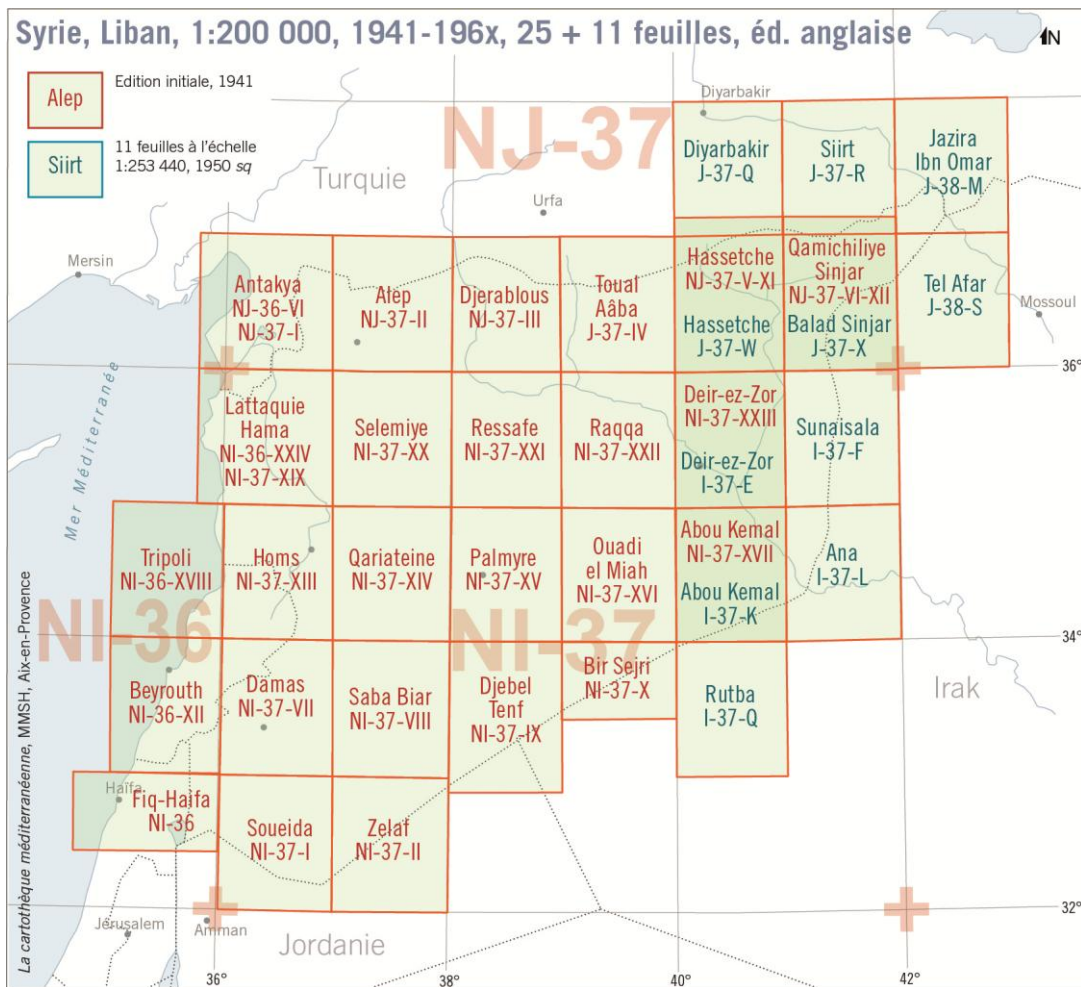 Syrie, Liban, 1:200 000, 1941-196x, 25 + 11 feuilles, éd. anglaise
N
Alep
Edition initiale, 1941
Siirt
11 feuilles à l'échelle
1:253 440, 1950 sq
NJ-37
Turquie
Diyarbakir
Urfa
Mersin
Mossoul
Diyarbakir
J-37-Q
Siirt
J-37-R
Jazira
Ibn Omar
J-38-M
Antakya
NJ-36-VI
NJ-37-I
Alep
NJ-37-II
Djerablous
NJ-37-III
Toual
Aâba
J-37-IV
Hassetche
NJ-37-V-XI
Hassetche
J-37-W
Qamichiliye
Sinjar
NJ-37-VI-XII
Balad Sinjar
J-37-X
Tel Afar
J-38-S
36°
Mer Méditerranée
Lattaquie
Hama
NI-36-XXIV
NI-37-XIX
Selemiye
NI-37-XX
Ressafe
NI-37-XXI
Raqqa
NI-37-XXII
Deir-ez-Zor
NI-37-XXIII
Deir-ez-Zor
I-37-E
Sunaisala
I-37-F
Tripoli
NI-36-XVIII
Homs
NI-37-XIII
Qariateine
NI-37-XIV
Palmyre
NI-37-XV
Ouadi
el Miah
NI-37-XVI
Abou Kemal
NI-37-XVII
Abou Kemal
I-37-K
Ana
I-37-L
NI-36
NI-37
34°
Irak
Beyrouth
NI-36-XII
Damas
NI-37-VII
Saba Biar
NI-37-VIII
Djebel
Tenf
NI-37-IX
Bir Sejri
NI-37-X
Rutba
I-37-Q
Haïfa
Fiq-Haifa
NI-36
Soueida
NI-37-I
Zelaf
NI-37-II
32°
Jérusalem
Amman
Jordanie
36°
38°
40°
42°
La cartothèque méditerranéenne, MMSH, Aix-en-Provence